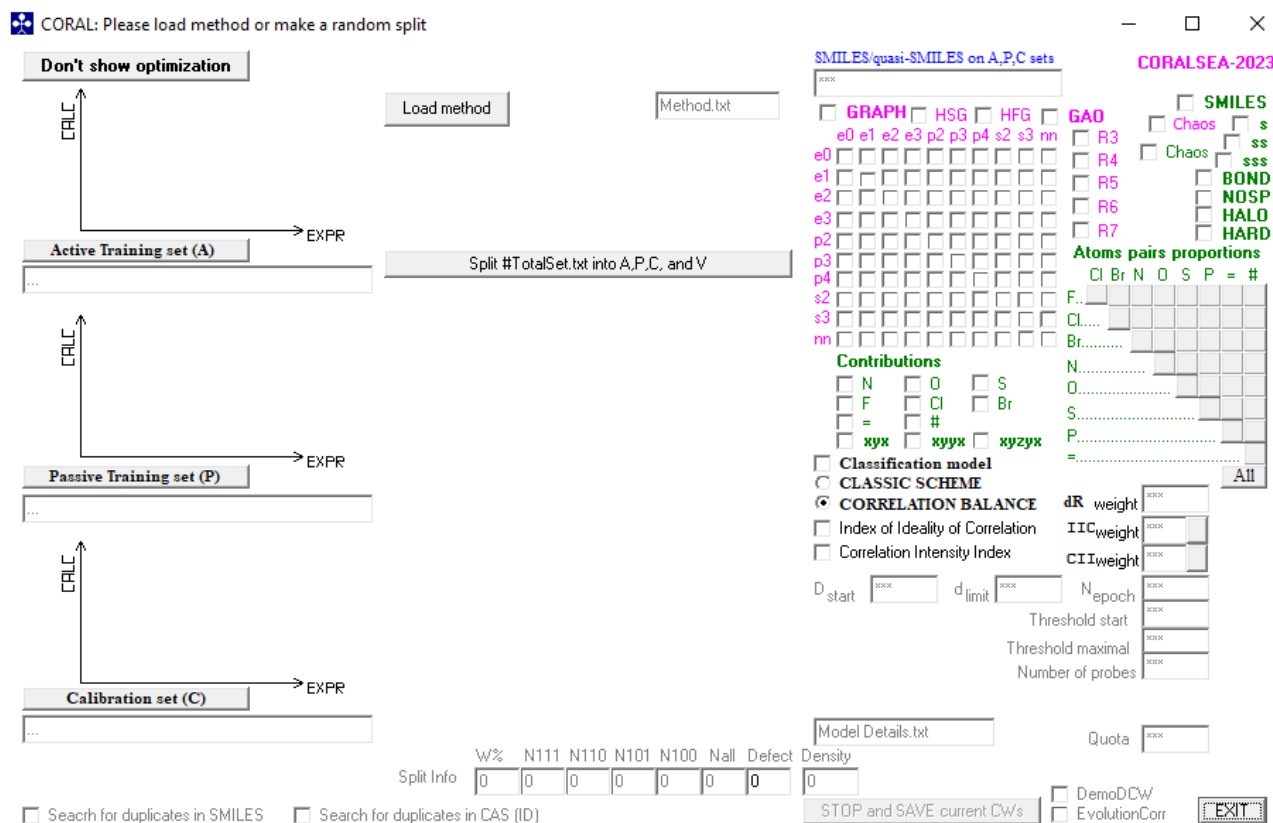 CORAL: Please load method or make a random split
Don't show optimization
CALC
EXPR
Active Training set (A)
...
CALC
EXPR
Passive Training set (P)
...
CALC
EXPR
Calibration set (C)
...
Load method
Method.txt
Split #TotalSet.txt into A,P,C, and V
SMILES/quasi-SMILES on A,P,C sets
***
CORALSEA-2023
GRAPH HSG HFG GAO
e0 e1 e2 e3 p2 p3 p4 s2 s3 nn
e0
e1
e2
e3
p2
p3
p4
s2
s3
nn
R3
R4
R5
R6
R7
SMILES
Chaos s
Chaos ss
sss
BOND
NOSP
HALO
HARD
Atoms pairs proportions
Cl Br N O S P = #
F..
Cl.....
Br..........
N................
O......................
S.............................
P...................................
=.........................................
All
Contributions
N O S
F Cl Br
= #
xyx xyyx xyzyx
Classification model
CLASSIC SCHEME
CORRELATION BALANCE
Index of Ideality of Correlation
Correlation Intensity Index
dR weight ***
IIC weight ***
CII weight ***
D start *** d limit *** N epoch ***
Threshold start ***
Threshold maximal ***
Number of probes ***
Model Details.txt
Quota ***
W% N111 N110 N101 N100 Nall Defect Density
Split Info 0 0 0 0 0 0 0 0
Seacrh for duplicates in SMILES Search for duplicates in CAS (ID)
STOP and SAVE current CWs
DemoDCW
EvolutionCorr
EXIT